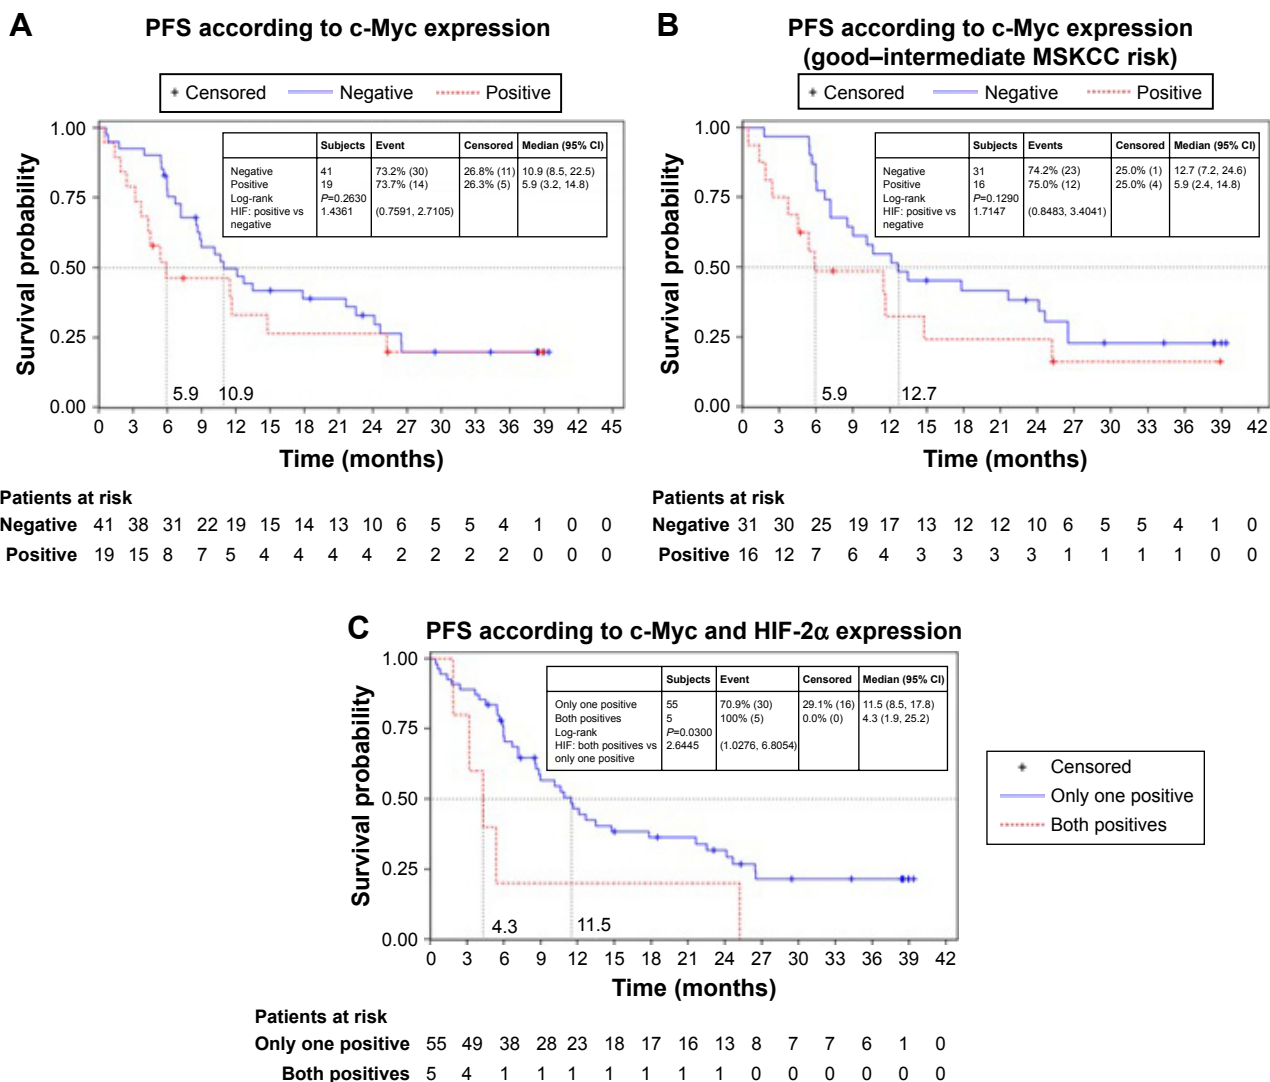 A
PFS according to c-Myc expression
Censored Negative Positive
Survival probability
1.00
0.75
0.50
0.25
0.00
Subjects Event Censored Median (95% CI)
Negative 41 73.2% (30) 26.8% (11) 10.9 (8.5, 22.5)
Positive 19 73.7% (14) 26.3% (5) 5.9 (3.2, 14.8)
Log-rank P=0.2630
HIF: positive vs 1.4361 (0.7591, 2.7105)
negative
5.9 10.9
0 3 6 9 12 15 18 21 24 27 30 33 36 39 42 45
Time (months)
Patients at risk
Negative 41 38 31 22 19 15 14 13 10 6 5 5 4 1 0 0
Positive 19 15 8 7 5 4 4 4 4 2 2 2 2 0 0 0
B
PFS according to c-Myc expression
(good–intermediate MSKCC risk)
Censored Negative Positive
Survival probability
1.00
0.75
0.50
0.25
0.00
Subjects Events Censored Median (95% CI)
Negative 31 74.2% (23) 25.0% (1) 12.7 (7.2, 24.6)
Positive 16 75.0% (12) 25.0% (4) 5.9 (2.4, 14.8)
Log-rank P=0.1290
HIF: positive vs 1.7147 (0.8483, 3.4041)
negative
5.9 12.7
0 3 6 9 12 15 18 21 24 27 30 33 36 39 42
Time (months)
Patients at risk
Negative 31 30 25 19 17 13 12 12 10 6 5 5 4 1 0
Positive 16 12 7 6 4 3 3 3 3 1 1 1 1 0 0
C
PFS according to c-Myc and HIF-2α expression
Survival probability
1.00
0.75
0.50
0.25
0.00
Subjects Event Censored Median (95% CI)
Only one positive 55 70.9% (30) 29.1% (16) 11.5 (8.5, 17.8)
Both positives 5 100% (5) 0.0% (0) 4.3 (1.9, 25.2)
Log-rank P=0.0300
HIF: both positives vs 2.6445 (1.0276, 6.8054)
only one positive
4.3 11.5
0 3 6 9 12 15 18 21 24 27 30 33 36 39 42
Time (months)
Censored
Only one positive
Both positives
Patients at risk
Only one positive 55 49 38 28 23 18 17 16 13 8 7 7 6 1 0
Both positives 5 4 1 1 1 1 1 1 1 0 0 0 0 0 0